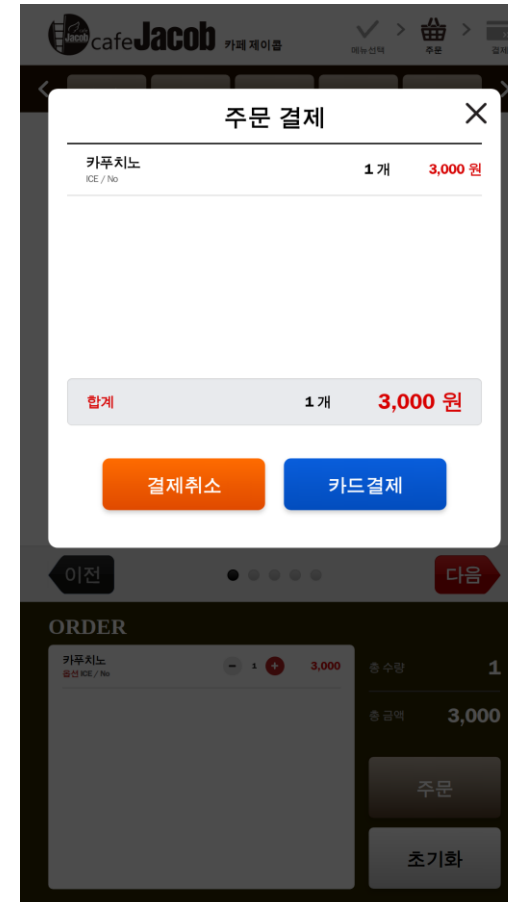 Jacob cafe Jacob 카페 제이콥
메뉴선택 주문 결제
주문 결제
카푸치노 1 개 3,000 원
ICE / No
합계 1 개 3,000 원
결제취소 카드결제
이전 다음
ORDER
카푸치노 1 3,000
옵션 ICE / No
총 수량 1
총 금액 3,000
주문
초기화